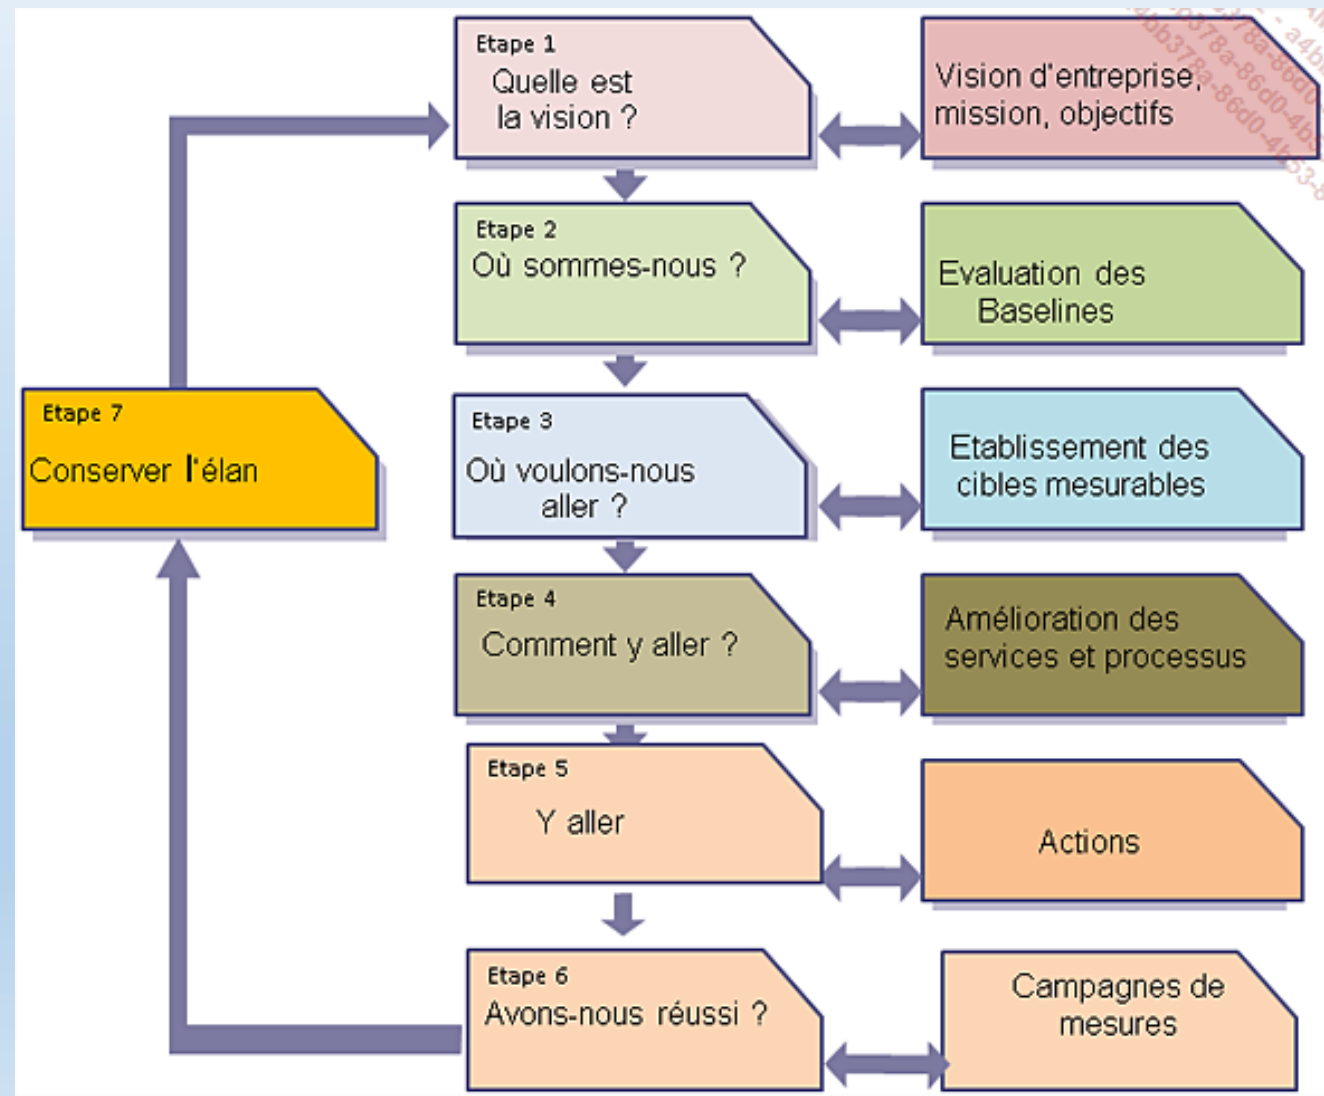 Etape 1
Quelle est
la vision ?
Vision d'entreprise,
mission, objectifs
Etape 2
Où sommes-nous ?
Evaluation des
Baselines
Etape 3
Où voulons-nous
aller ?
Etablissement des
cibles mesurables
Etape 4
Comment y aller ?
Amélioration des
services et processus
Etape 5
Y aller
Actions
Etape 6
Avons-nous réussi ?
Campagnes de
mesures
Etape 7
Conserver l'élan